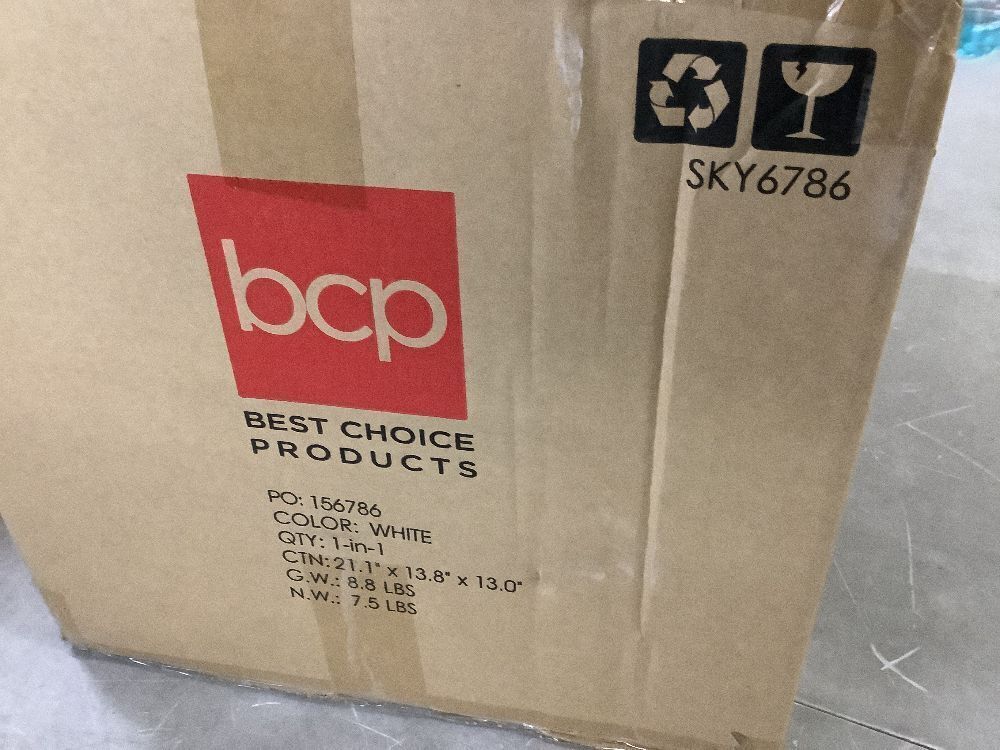 SKY6786
bcp
BEST CHOICE
PRODUCTS
PO: 156786
COLOR: WHITE
QTY: 1-in-1
CTN: 21.1" x 13.8" x 13.0"
G.W.: 8.8 LBS
N.W.: 7.5 LBS